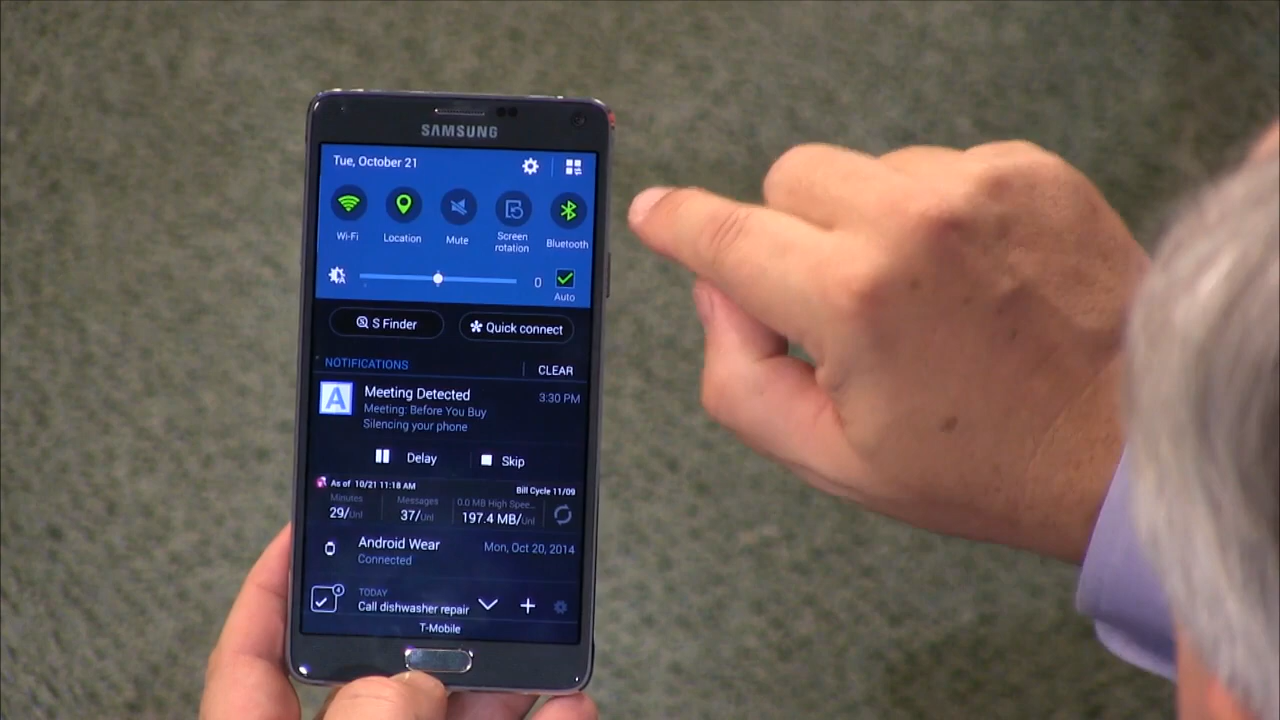 SAMSUNG
Tue, October 21
Wi-Fi
Location
Mute
Screen
rotation
Bluetooth
A
0
Auto
S Finder
Quick connect
NOTIFICATIONS
CLEAR
A
Meeting Detected
3:30 PM
Meeting: Before You Buy
Silencing your phone
Delay
Skip
As of 10/21 11:18 AM
Bill Cycle 11/09
Minutes
Messages
0.0 MB High Spee...
29/Unl
37/Unl
197.4 MB/Unl
Android Wear
Mon, Oct 20, 2014
Connected
4
TODAY
Call dishwasher repair
T-Mobile